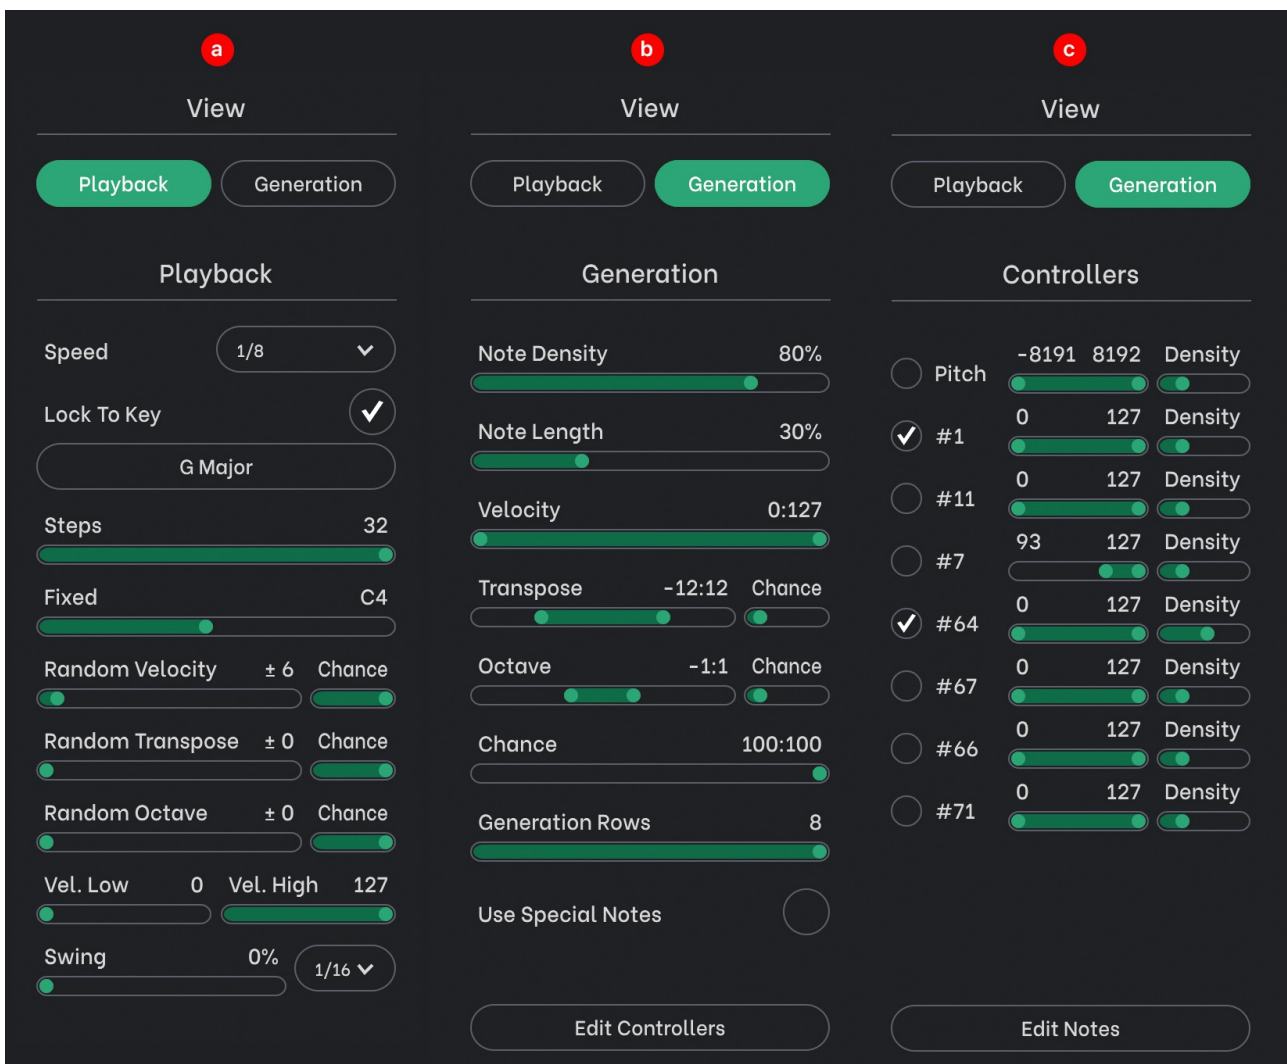 a
View
Playback Generation
Playback
Speed 1/8
Lock To Key
G Major
Steps 32
Fixed C4
Random Velocity ± 6 Chance
Random Transpose ± 0 Chance
Random Octave ± 0 Chance
Vel. Low 0 Vel. High 127
Swing 0% 1/16
b
View
Playback Generation
Generation
Note Density 80%
Note Length 30%
Velocity 0:127
Transpose -12:12 Chance
Octave -1:1 Chance
Chance 100:100
Generation Rows 8
Use Special Notes
Edit Controllers
c
View
Playback Generation
Controllers
Pitch -8191 8192 Density
#1 0 127 Density
#11 0 127 Density
#7 93 127 Density
#64 0 127 Density
#67 0 127 Density
#66 0 127 Density
#71 0 127 Density
Edit Notes